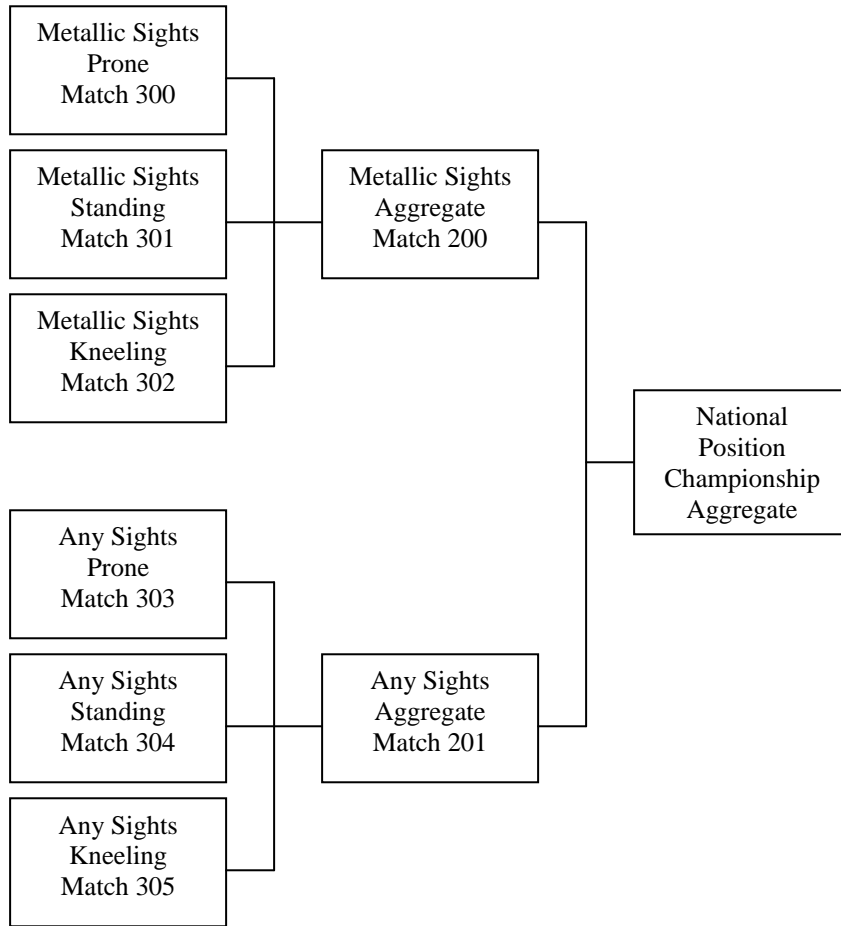 Metallic Sights
Prone
Match 300
Metallic Sights
Standing
Match 301
Metallic Sights
Kneeling
Match 302
Metallic Sights
Aggregate
Match 200
National
Position
Championship
Aggregate
Any Sights
Prone
Match 303
Any Sights
Standing
Match 304
Any Sights
Kneeling
Match 305
Any Sights
Aggregate
Match 201